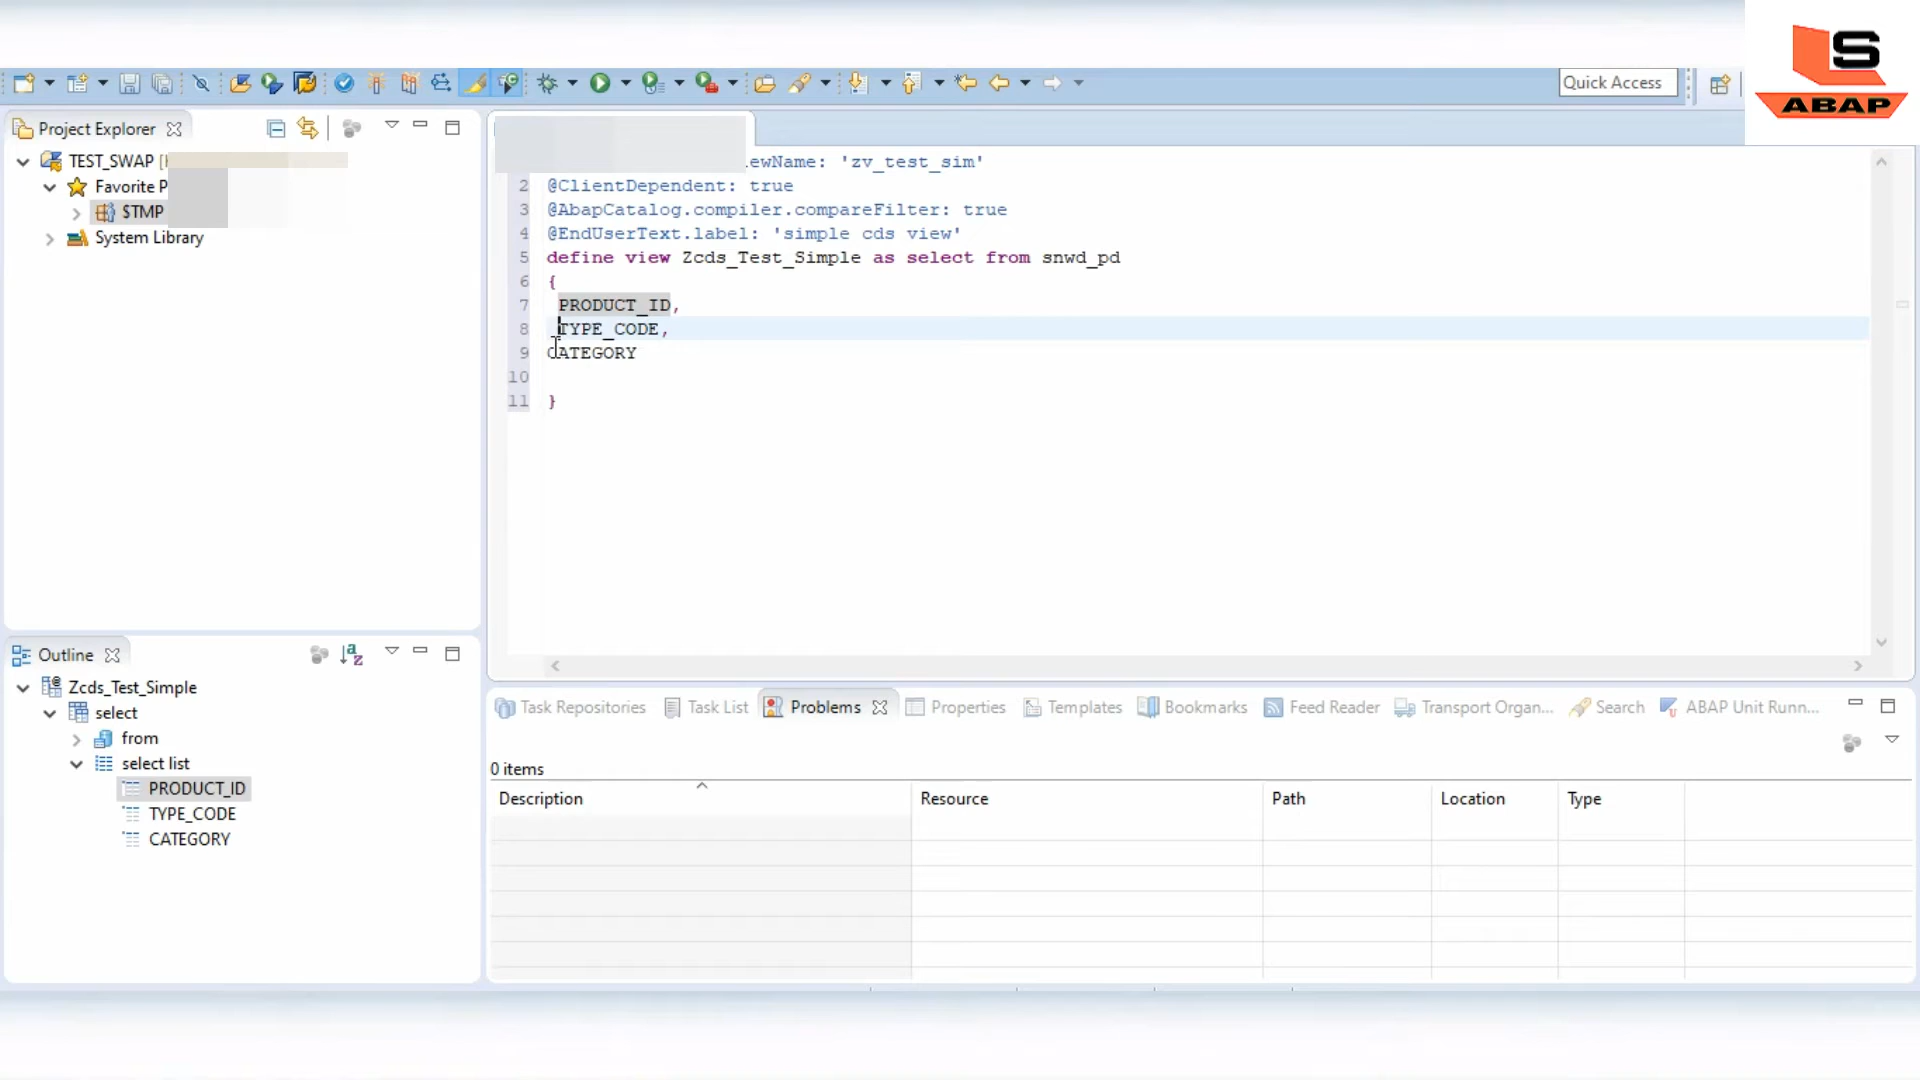 LS
ABAP
Quick Access
Project Explorer
TEST_SWAP [
Favorite P
$TMP
System Library
ewName: 'zv_test_sim'
2 @ClientDependent: true
3 @AbapCatalog.compiler.compareFilter: true
4 @EndUserText.label: 'simple cds view'
5 define view Zcds_Test_Simple as select from snwd_pd
6 {
7 PRODUCT_ID,
8 TYPE_CODE,
9 CATEGORY
10
11 }
Outline
Zcds_Test_Simple
select
from
select list
PRODUCT_ID
TYPE_CODE
CATEGORY
Task Repositories Task List Problems Properties Templates Bookmarks Feed Reader Transport Organ... Search ABAP Unit Runn...
0 items
Description Resource Path Location Type